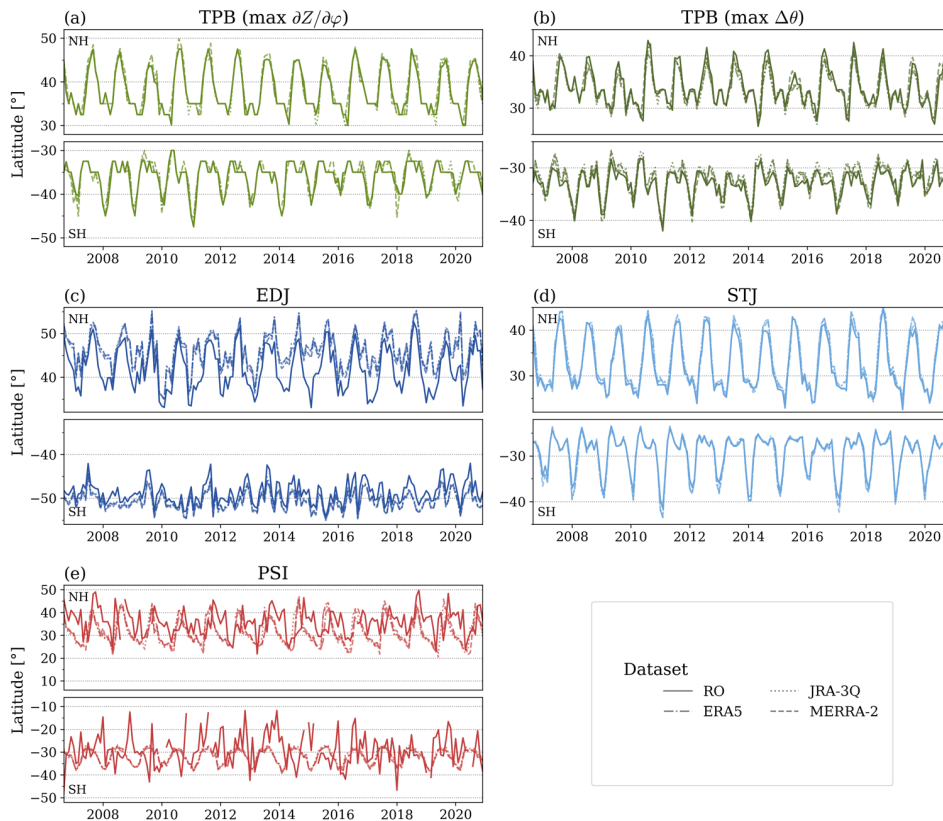 (a) TPB (max ∂Z/∂φ)
NH
50
40
30
Latitude [°]
−30
−40
−50
SH
2008 2010 2012 2014 2016 2018 2020
(b) TPB (max Δθ)
NH
40
30
−30
−40
SH
2008 2010 2012 2014 2016 2018 2020
(c) EDJ
NH
50
40
Latitude [°]
−40
−50
SH
2008 2010 2012 2014 2016 2018 2020
(d) STJ
NH
40
30
−30
−40
SH
2008 2010 2012 2014 2016 2018 2020
(e) PSI
NH
50
40
30
20
10
Latitude [°]
−10
−20
−30
−40
−50
SH
2008 2010 2012 2014 2016 2018 2020
Dataset
RO JRA-3Q
ERA5 MERRA-2